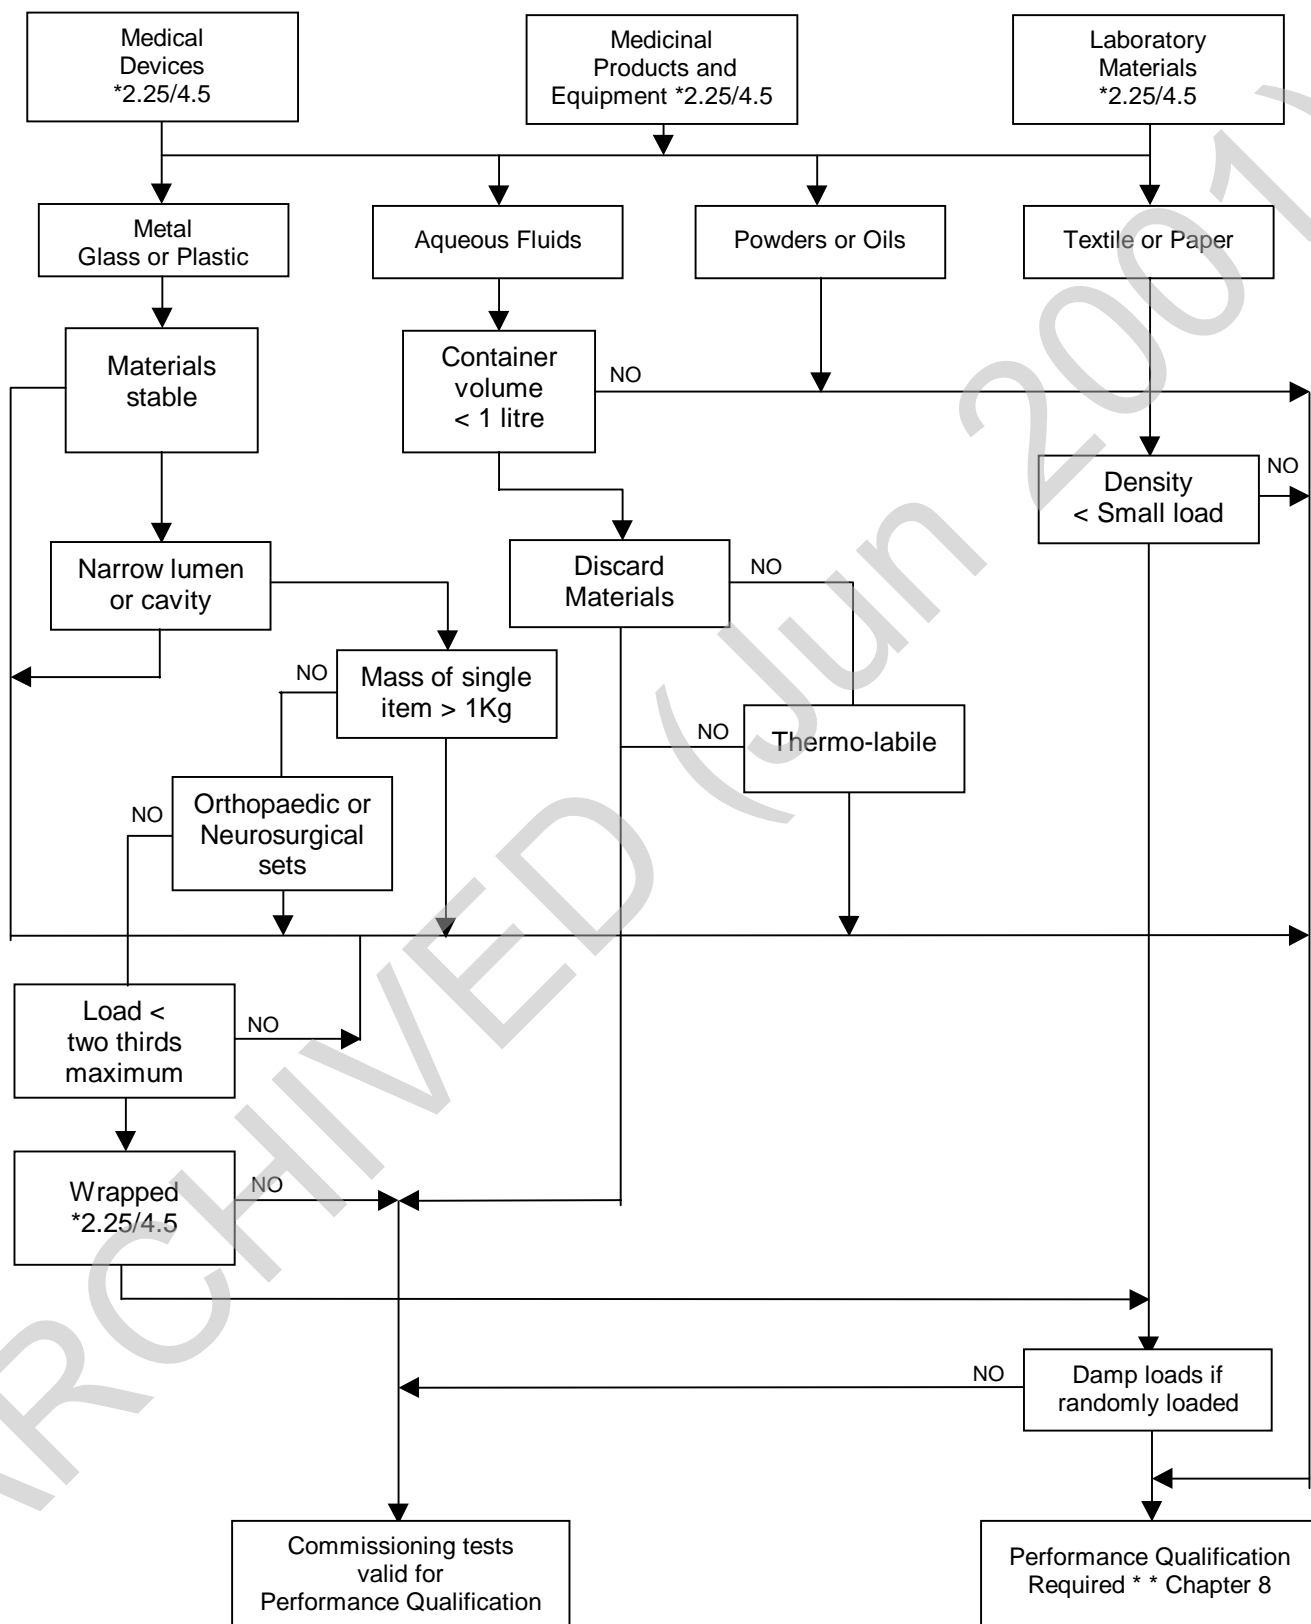 Medical
Devices
*2.25/4.5
Medicinal
Products and
Equipment *2.25/4.5
Laboratory
Materials
*2.25/4.5
Metal
Glass or Plastic
Aqueous Fluids
Powders or Oils
Textile or Paper
Materials
stable
Container
volume
< 1 litre
NO
Density
< Small load
NO
Narrow lumen
or cavity
Discard
Materials
NO
NO
Mass of single
item > 1Kg
NO
Thermo-labile
NO
Orthopaedic or
Neurosurgical
sets
Load <
two thirds
maximum
NO
Wrapped
*2.25/4.5
NO
NO
Damp loads if
randomly loaded
Commissioning tests
valid for
Performance Qualification
Performance Qualification
Required * * Chapter 8
ARCHIVED (Jun 2001)